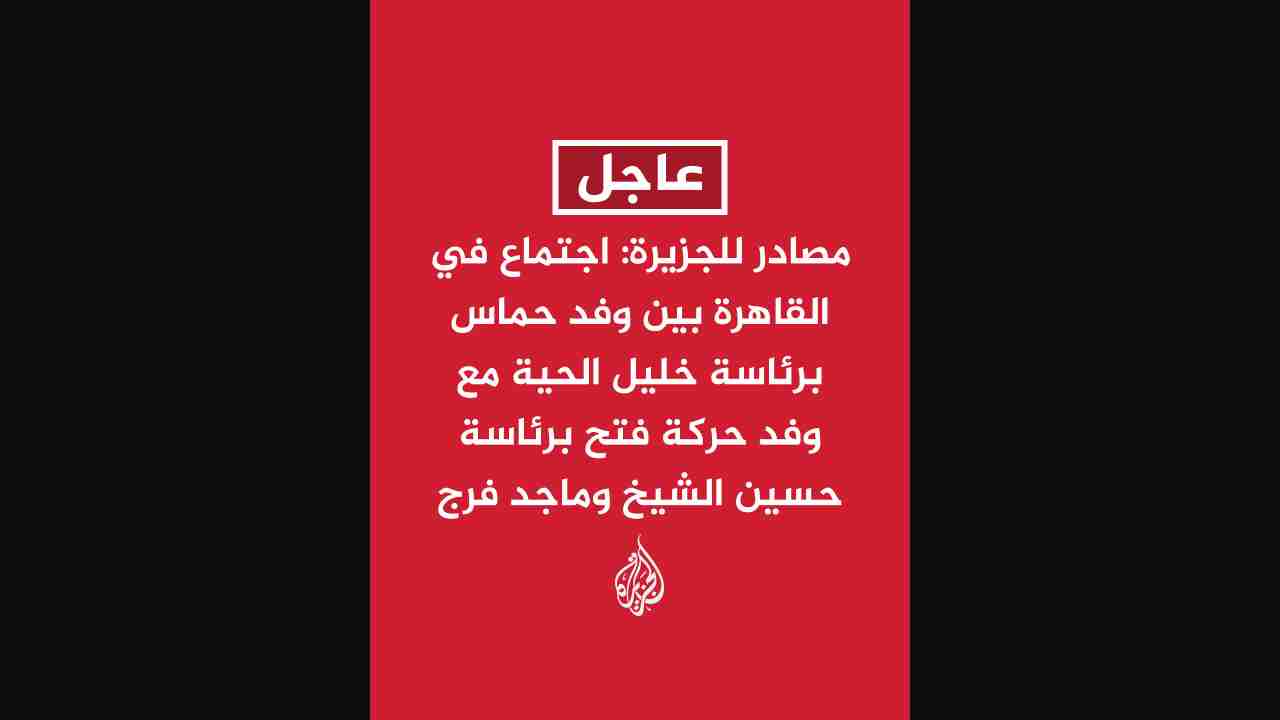 عاجل
مصادر للجزيرة: اجتماع في
القاهرة بين وفد حماس
برئاسة خليل الحية مع
وفد حركة فتح برئاسة
حسين الشيخ وماجد فرج
الجزيرة